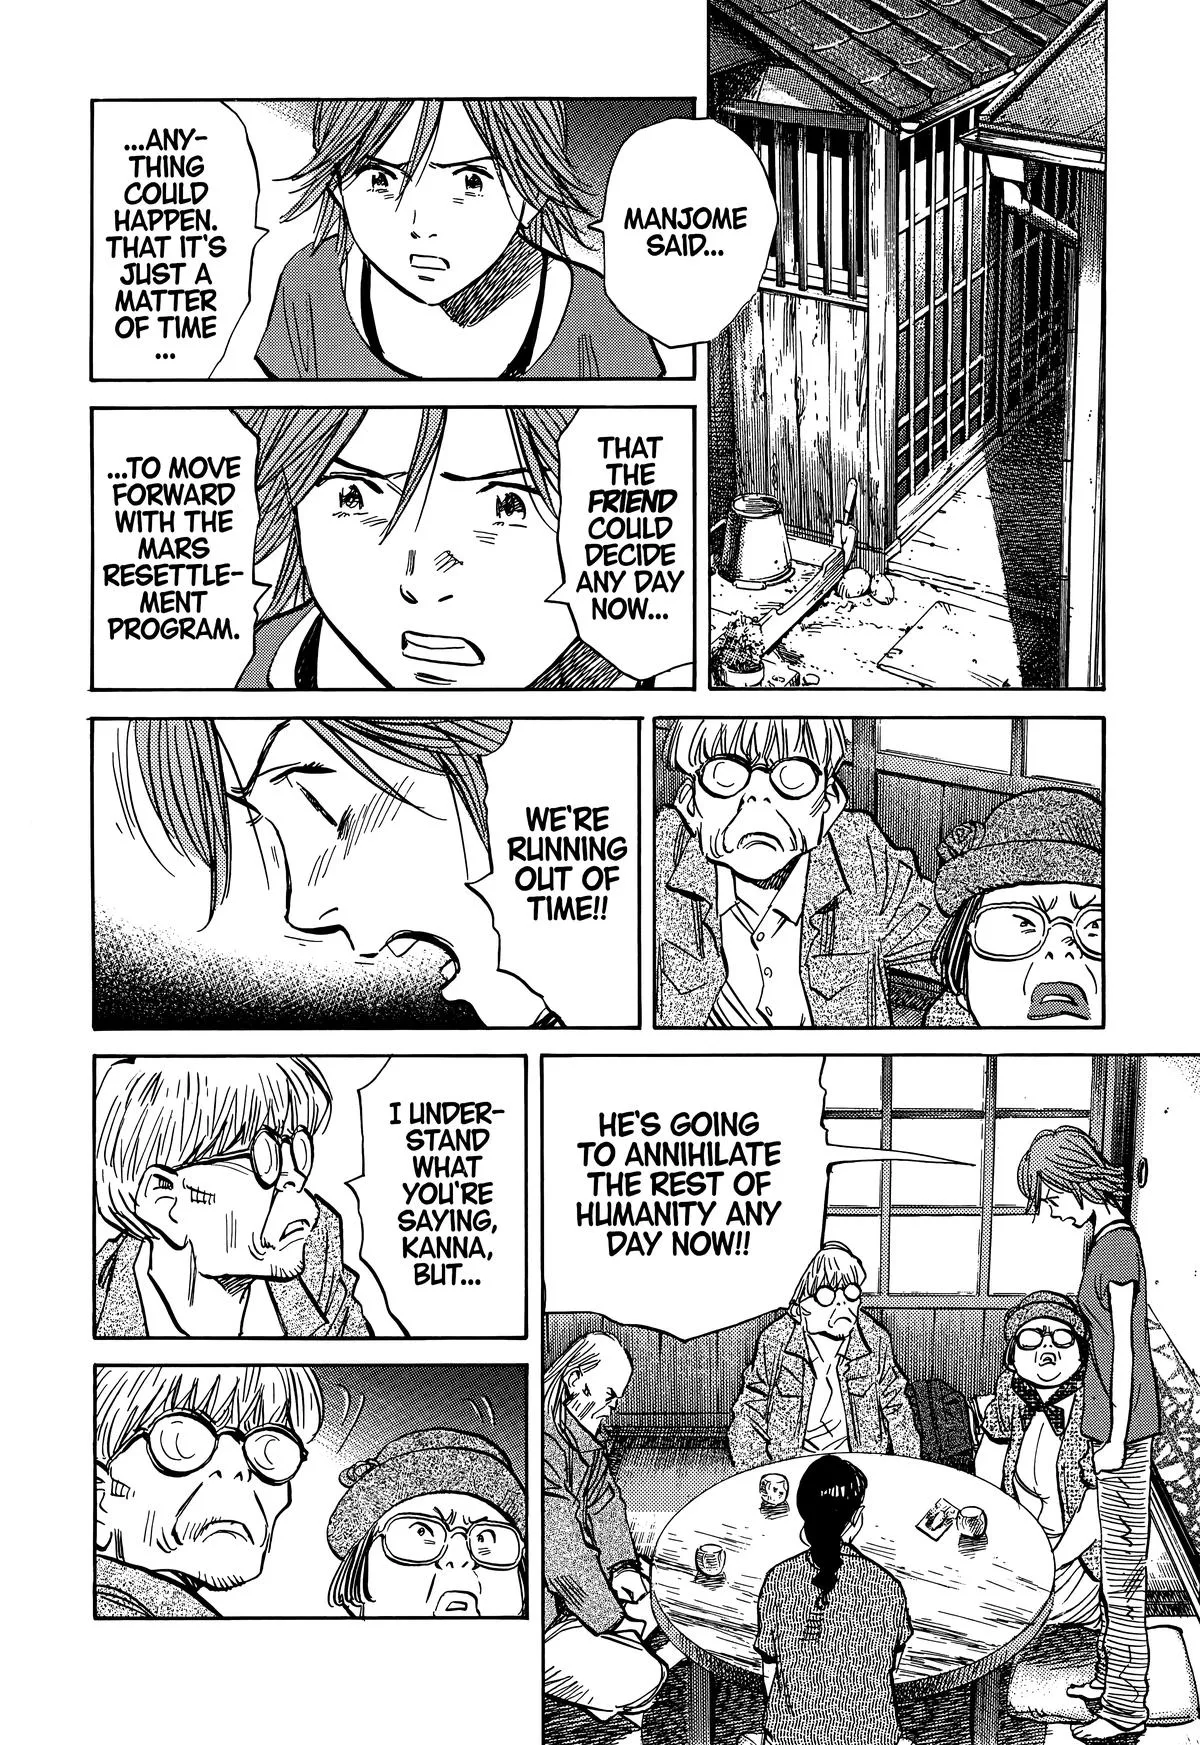 MANJOME
SAID...
...ANY-
THING
COULD
HAPPEN.
THAT IT'S
JUST A
MATTER
OF TIME
...
THAT
THE
FRIEND
COULD
DECIDE
ANY DAY
NOW...
...TO MOVE
FORWARD
WITH THE
MARS
RESETTLE-
MENT
PROGRAM.
WE'RE
RUNNING
OUT OF
TIME!!
HE'S GOING
TO ANNIHILATE
THE REST OF
HUMANITY ANY
DAY NOW!!
I UNDER-
STAND
WHAT
YOU'RE
SAYING,
KANNA,
BUT...